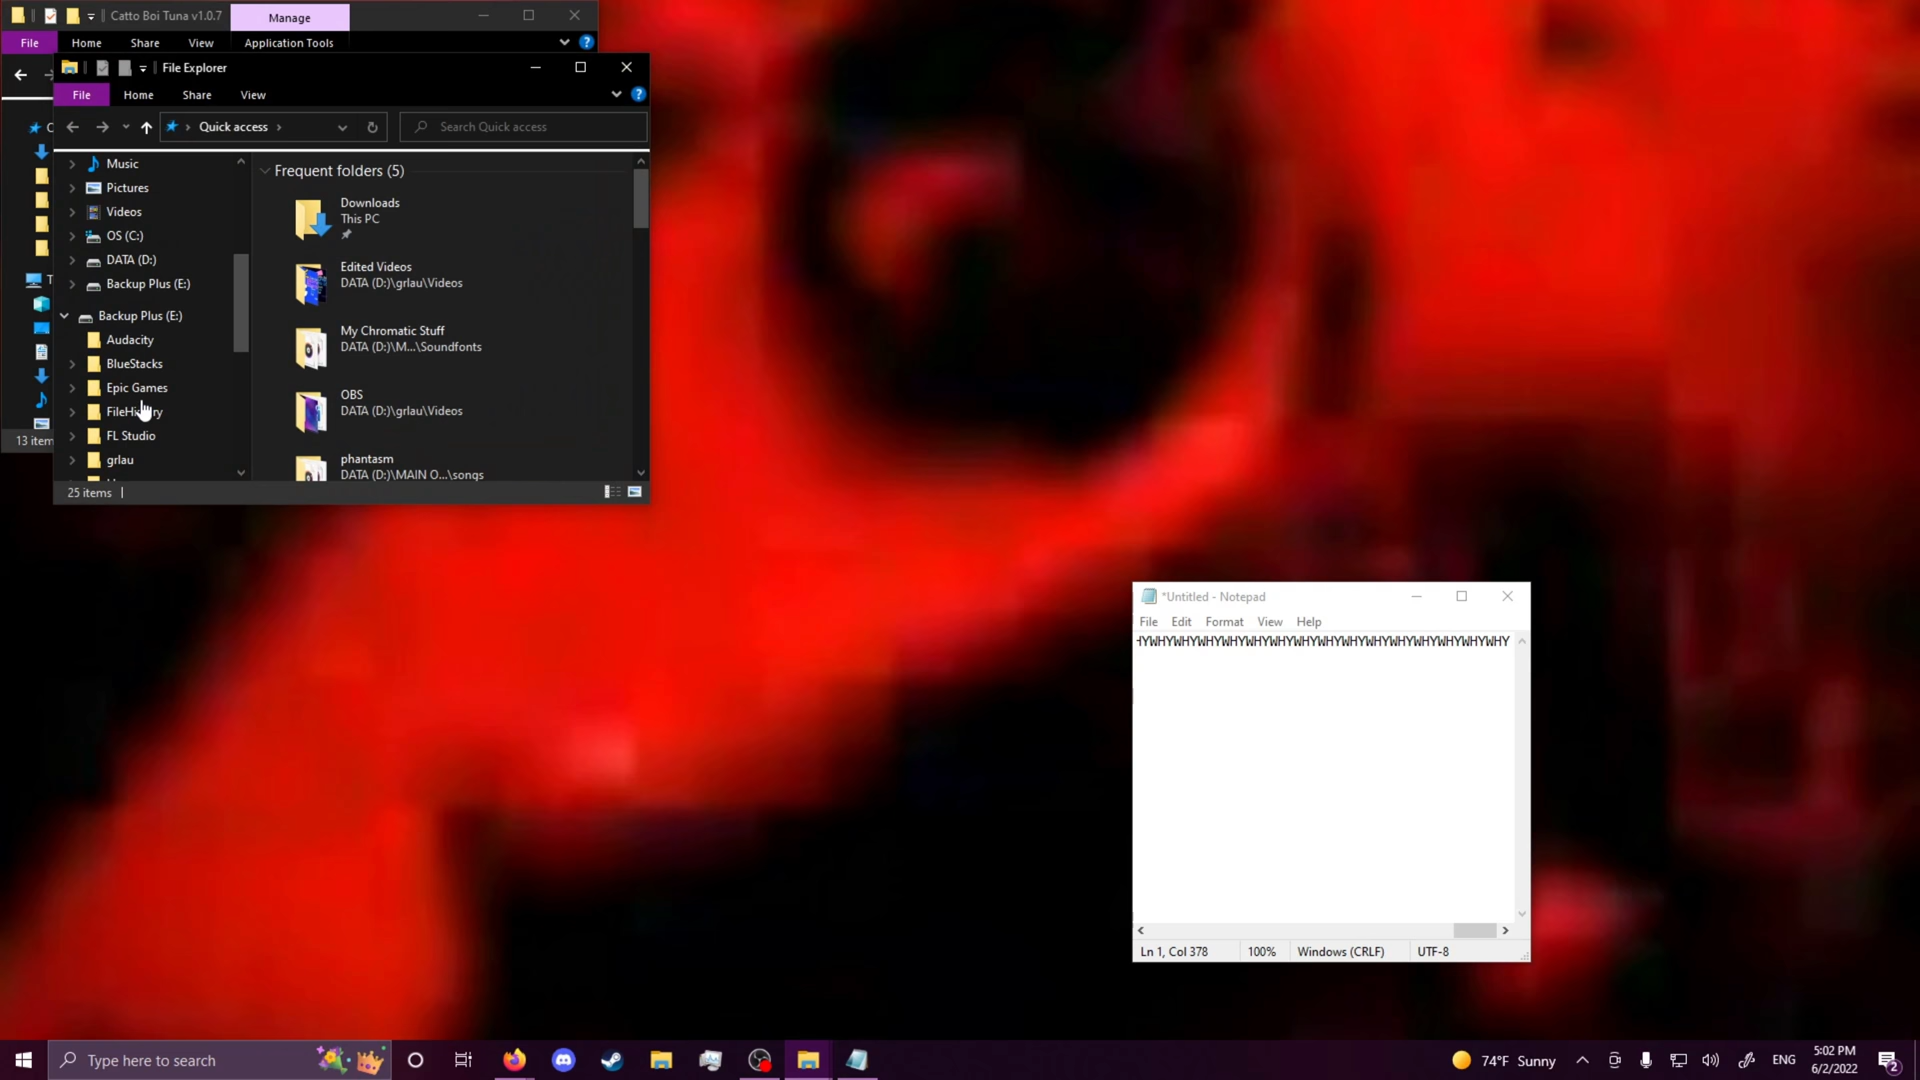 Catto Boi Tuna v1.0.7
Manage
File
Home
Share
View
Application Tools
File Explorer
File
Home
Share
View
Quick access
Search Quick access
Music
Pictures
Videos
OS (C:)
DATA (D:)
Backup Plus (E:)
Backup Plus (E:)
Audacity
BlueStacks
Epic Games
FL Studio
grlau
Frequent folders (5)
Downloads
This PC
Edited Videos
DATA (D:)\grlau\Videos
My Chromatic Stuff
DATA (D:)\M...\Soundfonts
OBS
DATA (D:)\grlau\Videos
phantasm
DATA (D:)\MAIN O...\songs
13 item
25 items
*Untitled - Notepad
File Edit Format View Help
HYWHYWHYWHYWHYWHYWHYWHYWHYWHYWHYWHYWHYWHYWHYWHY
Ln 1, Col 378
100%
Windows (CRLF)
UTF-8
Type here to search
74°F Sunny
ENG
5:02 PM
6/2/2022
2